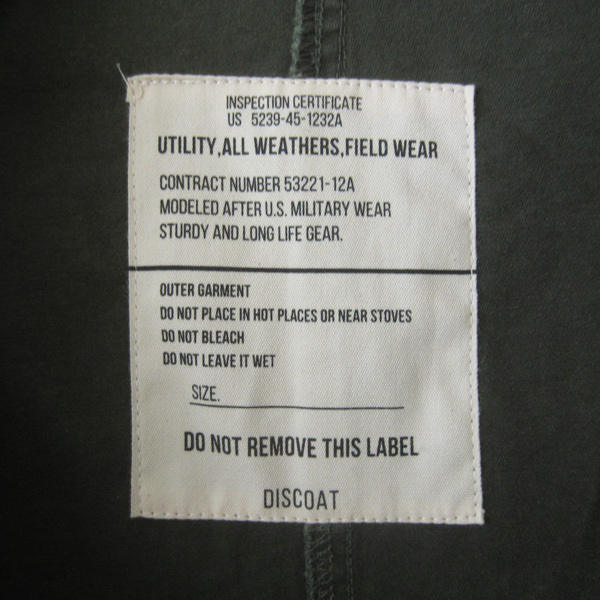 INSPECTION CERTIFICATE
US 5239-45-1232A
UTILITY,ALL WEATHERS,FIELD WEAR
CONTRACT NUMBER 53221-12A
MODELED AFTER U.S. MILITARY WEAR
STURDY AND LONG LIFE GEAR.
OUTER GARMENT
DO NOT PLACE IN HOT PLACES OR NEAR STOVES
DO NOT BLEACH
DO NOT LEAVE IT WET
SIZE.
DO NOT REMOVE THIS LABEL
DISCOAT